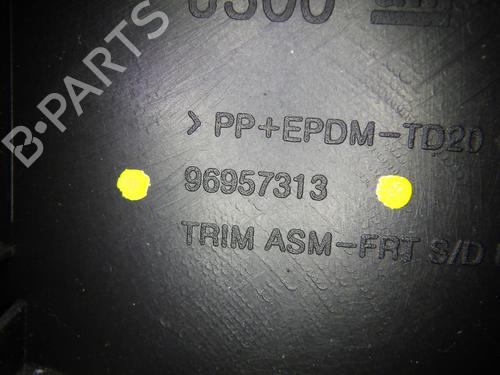 B-PARTS
> PP+EPDM-TD20
96957313
TRIM ASM-FRT S/D